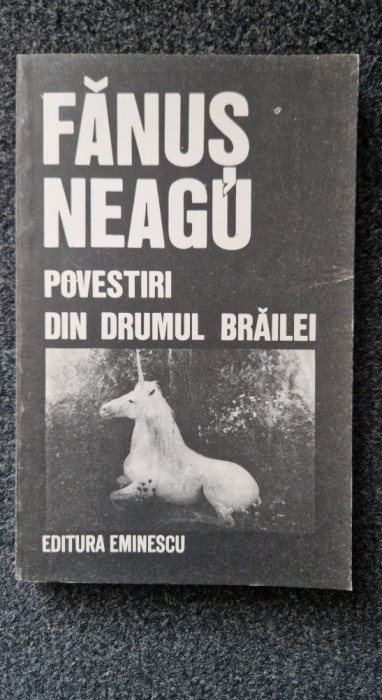 FĂNUȘ
NEAGU
POVESTIRI
DIN DRUMUL BRĂILEI
EDITURA EMINESCU